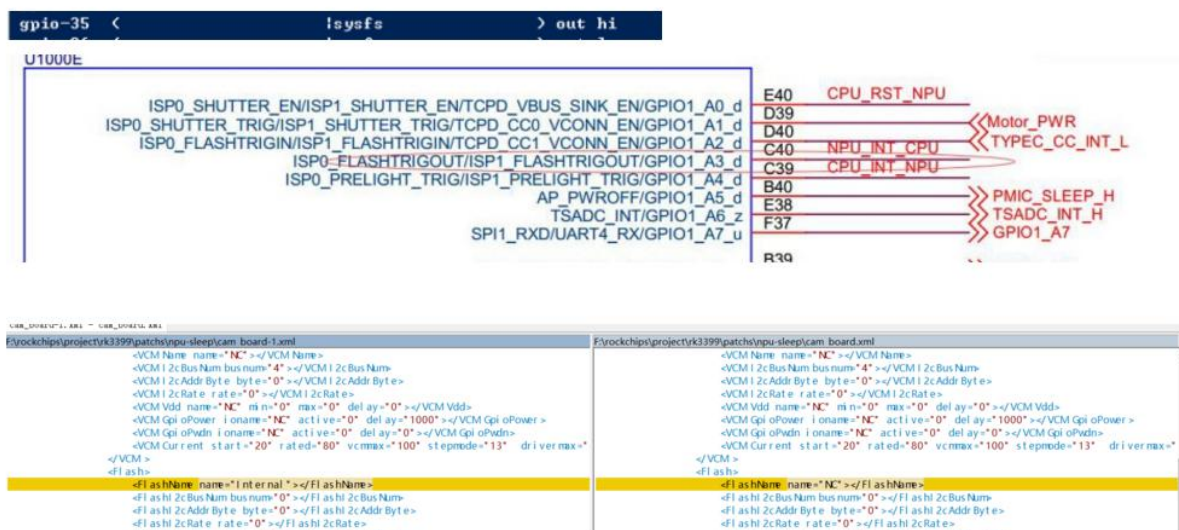 gpio-35 ( |sysfs ) out hi
U1000E
ISP0_SHUTTER_EN/ISP1_SHUTTER_EN/TCPD_VBUS_SINK_EN/GPIO1_A0_d E40 CPU_RST_NPU
ISP0_SHUTTER_TRIG/ISP1_SHUTTER_TRIG/TCPD_CC0_VCONN_EN/GPIO1_A1_d D39 Motor_PWR
ISP0_FLASHTRIGIN/ISP1_FLASHTRIGIN/TCPD_CC1_VCONN_EN/GPIO1_A2_d D40 TYPEC_CC_INT_L
ISP0_FLASHTRIGOUT/ISP1_FLASHTRIGOUT/GPIO1_A3_d C40 NPU_INT_CPU
ISP0_PRELIGHT_TRIG/ISP1_PRELIGHT_TRIG/GPIO1_A4_d C39 CPU_INT_NPU
AP_PWROFF/GPIO1_A5_d B40 PMIC_SLEEP_H
TSADC_INT/GPIO1_A6_z E38 TSADC_INT_H
SPI1_RXD/UART4_RX/GPIO1_A7_u F37 GPIO1_A7
B39
cam_board-1.xml - cam_board.xml
F:\rockchips\project\rk3399\patchs\npu-sleep\cam board-1.xml
<VCM Name name="NC" ></VCM Name>
<VCM I2cBusNum busnum="4" ></VCM I2cBusNum>
<VCM I2cAddrByte byte="0" ></VCM I2cAddrByte>
<VCM I2cRate rate="0" ></VCM I2cRate>
<VCM Vdd name="NC" min="0" max="0" delay="0" ></VCM Vdd>
<VCM GpioPower ioname="NC" active="0" delay="1000" ></VCM GpioPower >
<VCM GpioPwdn ioname="NC" active="0" delay="0" ></VCM GpioPwdn>
<VCM Current start="20" rated="80" vcmmax="100" stepmode="13" drivermax="
</VCM >
<Flash>
<FlashName name="Internal" ></FlashName>
<FlashI2cBusNum busnum="0" ></FlashI2cBusNum>
<FlashI2cAddrByte byte="0" ></FlashI2cAddrByte>
<FlashI2cRate rate="0" ></FlashI2cRate>
F:\rockchips\project\rk3399\patchs\npu-sleep\cam board.xml
<VCM Name name="NC" ></VCM Name>
<VCM I2cBusNum busnum="4" ></VCM I2cBusNum>
<VCM I2cAddrByte byte="0" ></VCM I2cAddrByte>
<VCM I2cRate rate="0" ></VCM I2cRate>
<VCM Vdd name="NC" min="0" max="0" delay="0" ></VCM Vdd>
<VCM GpioPower ioname="NC" active="0" delay="1000" ></VCM GpioPower >
<VCM GpioPwdn ioname="NC" active="0" delay="0" ></VCM GpioPwdn>
<VCM Current start="20" rated="80" vcmmax="100" stepmode="13" drivermax="
</VCM >
<Flash>
<FlashName name="NC" ></FlashName>
<FlashI2cBusNum busnum="0" ></FlashI2cBusNum>
<FlashI2cAddrByte byte="0" ></FlashI2cAddrByte>
<FlashI2cRate rate="0" ></FlashI2cRate>